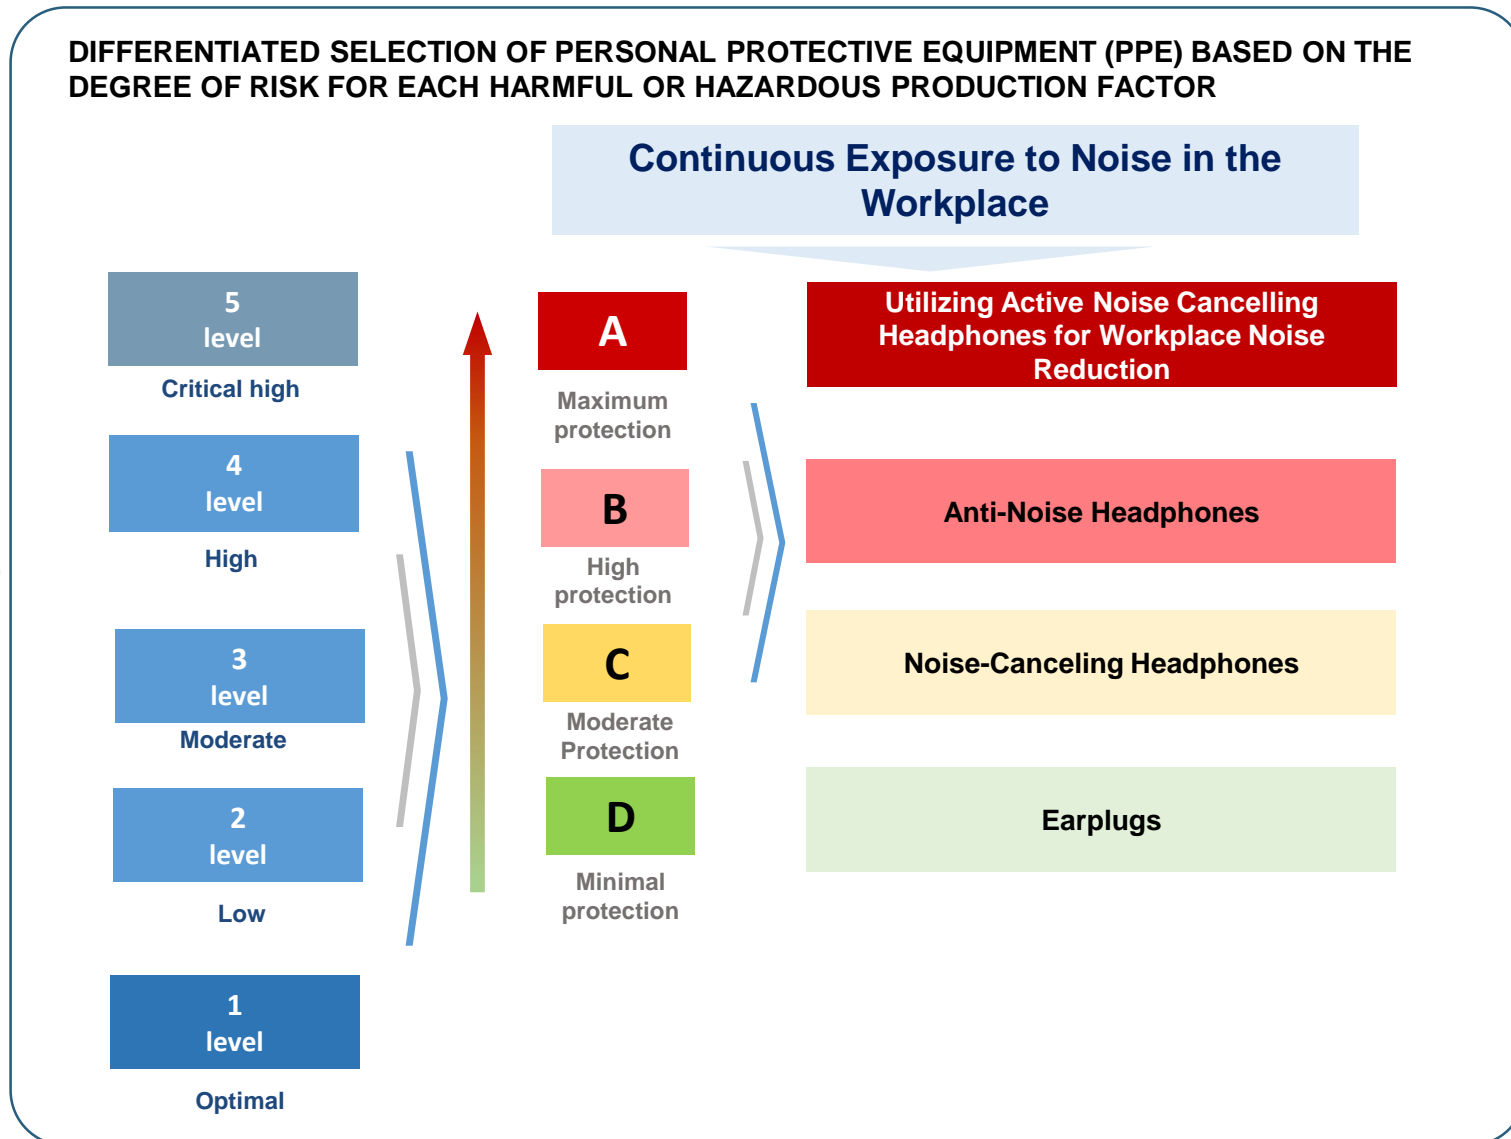 DIFFERENTIATED SELECTION OF PERSONAL PROTECTIVE EQUIPMENT (PPE) BASED ON THE
DEGREE OF RISK FOR EACH HARMFUL OR HAZARDOUS PRODUCTION FACTOR
Continuous Exposure to Noise in the
Workplace
5
level
Critical high
4
level
High
3
level
Moderate
2
level
Low
1
level
Optimal
A
Maximum
protection
B
High
protection
C
Moderate
Protection
D
Minimal
protection
Utilizing Active Noise Cancelling
Headphones for Workplace Noise
Reduction
Anti-Noise Headphones
Noise-Canceling Headphones
Earplugs